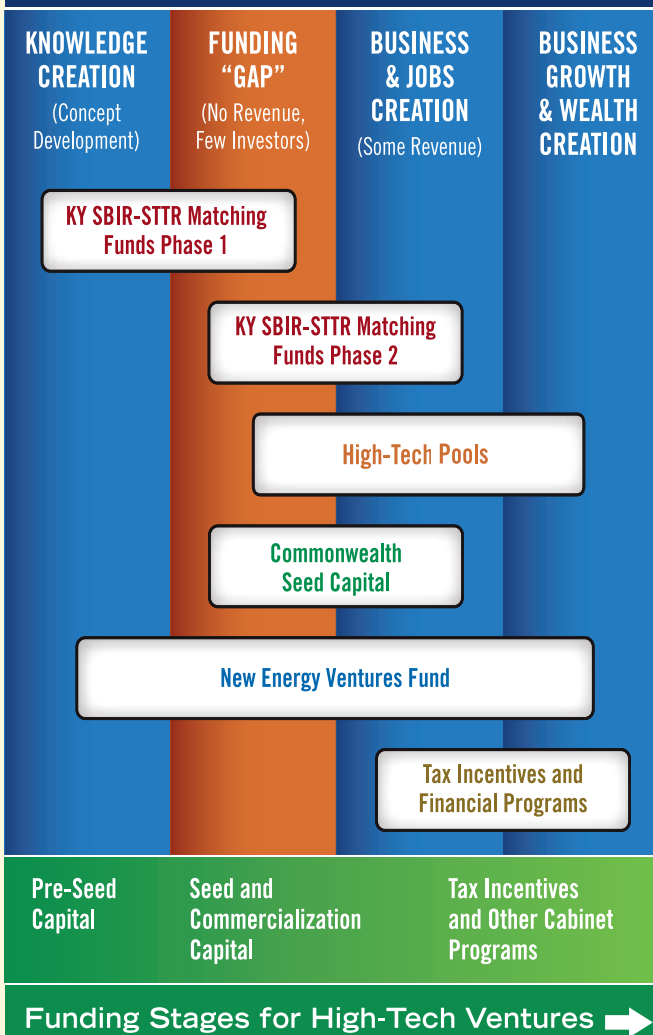 KNOWLEDGE
CREATION
(Concept
Development)
FUNDING
“GAP”
(No Revenue,
Few Investors)
BUSINESS
& JOBS
CREATION
(Some Revenue)
BUSINESS
GROWTH
& WEALTH
CREATION
KY SBIR-STTR Matching
Funds Phase 1
KY SBIR-STTR Matching
Funds Phase 2
High-Tech Pools
Commonwealth
Seed Capital
New Energy Ventures Fund
Tax Incentives and
Financial Programs
Pre-Seed
Capital
Seed and
Commercialization
Capital
Tax Incentives
and Other Cabinet
Programs
Funding Stages for High-Tech Ventures